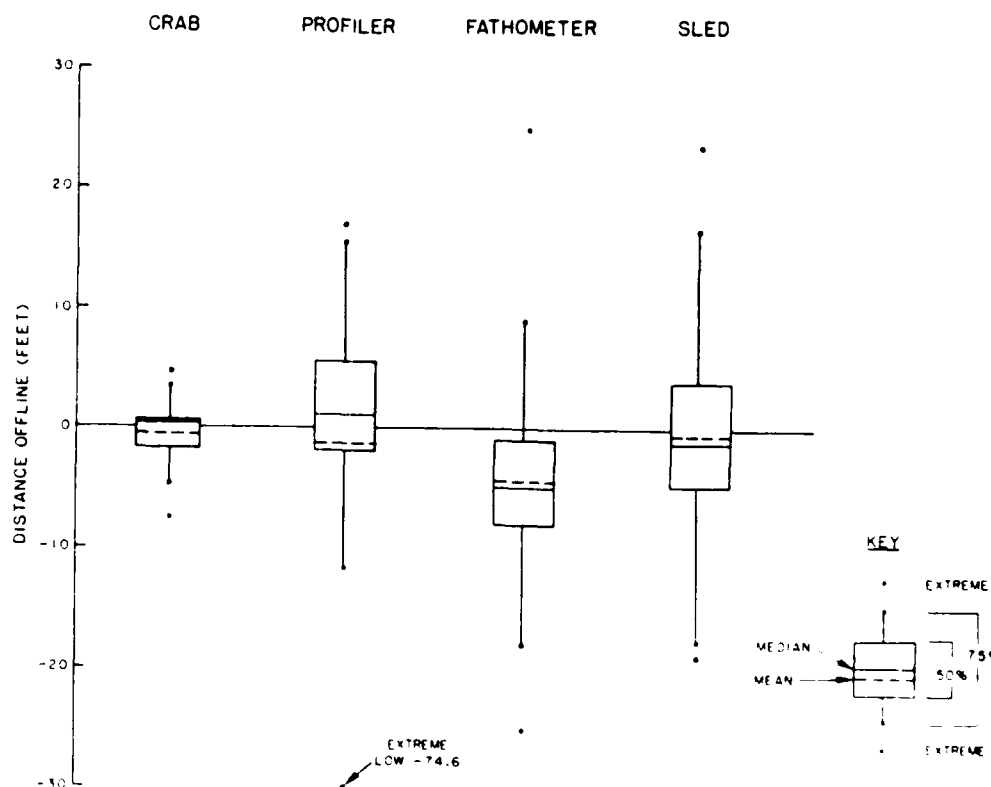 CRAB PROFILER FATHOMETER SLED
30
20
10
0
-10
-20
-30
DISTANCE OFFLINE (FEET)
EXTREME
LOW -74.6
KEY
EXTREME
MEDIAN
MEAN
50%
EXTREME